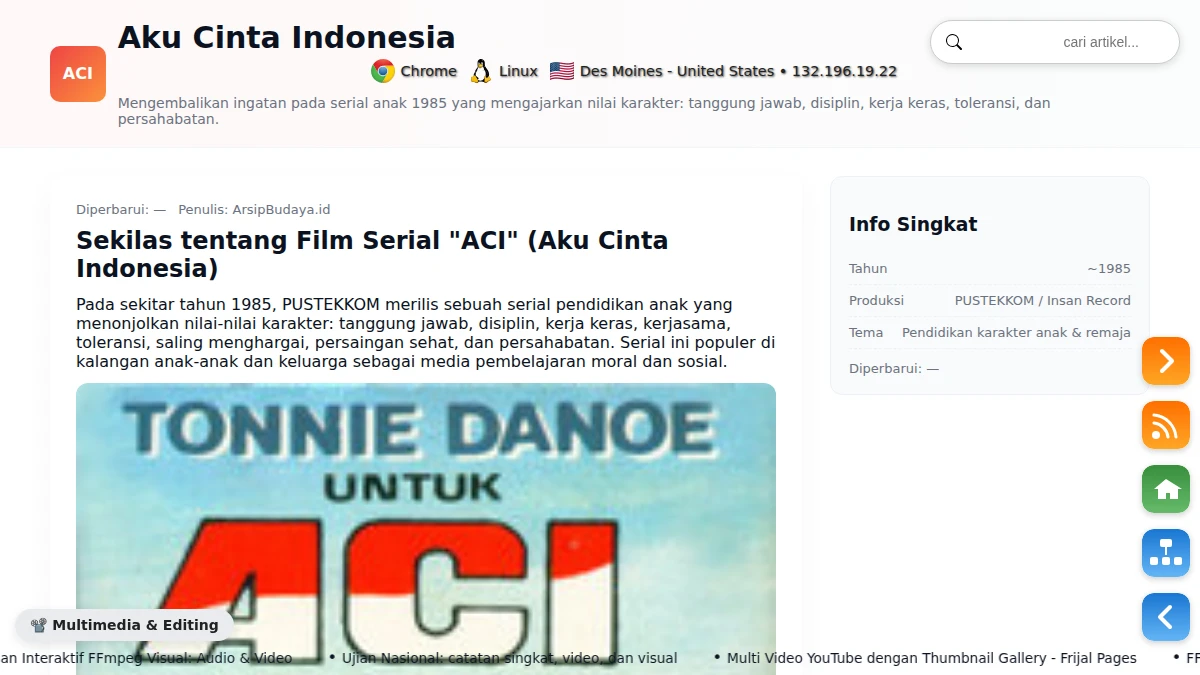 Aku Cinta Indonesia
ACI
Chrome Linux Des Moines - United States • 132.196.19.22
cari artikel...
Mengembalikan ingatan pada serial anak 1985 yang mengajarkan nilai karakter: tanggung jawab, disiplin, kerja keras, toleransi, dan
persahabatan.
Diperbarui: — Penulis: ArsipBudaya.id
Sekilas tentang Film Serial "ACI" (Aku Cinta
Indonesia)
Pada sekitar tahun 1985, PUSTEKKOM merilis sebuah serial pendidikan anak yang
menonjolkan nilai-nilai karakter: tanggung jawab, disiplin, kerja keras, kerjasama,
toleransi, saling menghargai, persaingan sehat, dan persahabatan. Serial ini populer di
kalangan anak-anak dan keluarga sebagai media pembelajaran moral dan sosial.
TONNIE DANOE
UNTUK
ACI
Info Singkat
Tahun ~1985
Produksi PUSTEKKOM / Insan Record
Tema Pendidikan karakter anak & remaja
Diperbarui: —
Multimedia & Editing
an Interaktif FFmpeg Visual: Audio & Video • Ujian Nasional: catatan singkat, video, dan visual • Multi Video YouTube dengan Thumbnail Gallery - Frijal Pages • FF